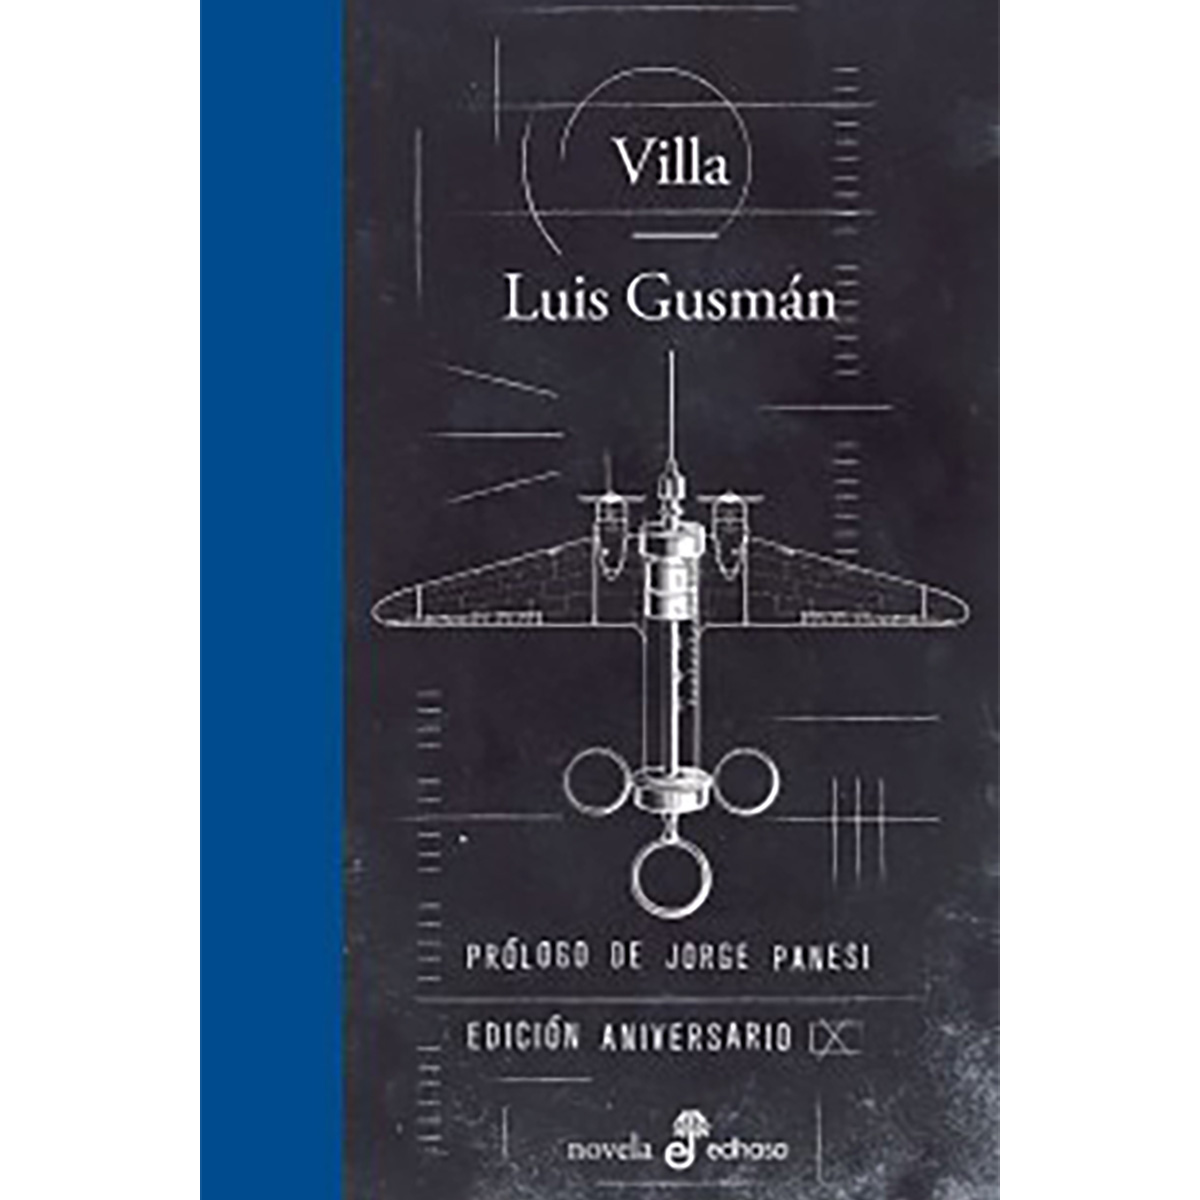 Villa
Luis Gusmán
PRÓLOGO DE JORGE PANESI
EDICIÓN ANIVERSARIO
novela edhasa